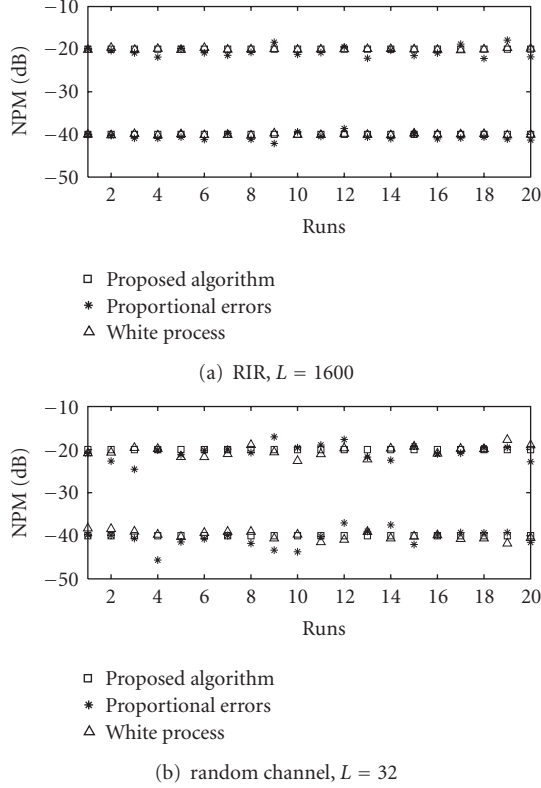 NPM (dB)
−10
−20
−30
−40
−50
2 4 6 8 10 12 14 16 18 20
Runs
Proposed algorithm
Proportional errors
White process
(a) RIR, L = 1600
NPM (dB)
−10
−20
−30
−40
−50
2 4 6 8 10 12 14 16 18 20
Runs
Proposed algorithm
Proportional errors
White process
(b) random channel, L = 32